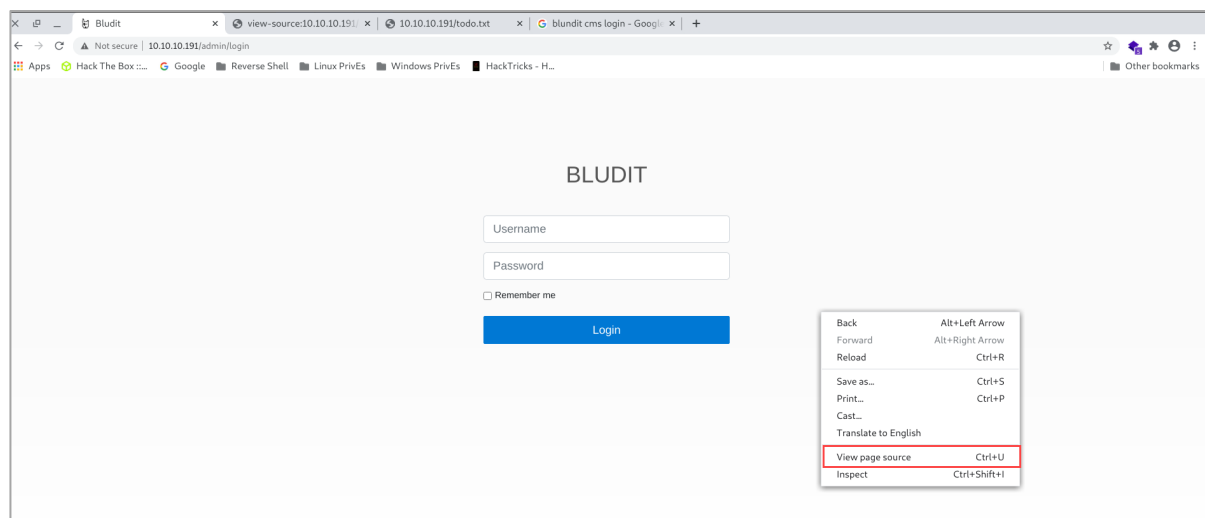 Bludit
view-source:10.10.10.191/
10.10.10.191/todo.txt
blundit cms login - Google
Not secure | 10.10.10.191/admin/login
Apps Hack The Box ::... Google Reverse Shell Linux PrivEs Windows PrivEs HackTricks - H... Other bookmarks
BLUDIT
Username
Password
Remember me
Login
Back Alt+Left Arrow
Forward Alt+Right Arrow
Reload Ctrl+R
Save as... Ctrl+S
Print... Ctrl+P
Cast...
Translate to English
View page source Ctrl+U
Inspect Ctrl+Shift+I